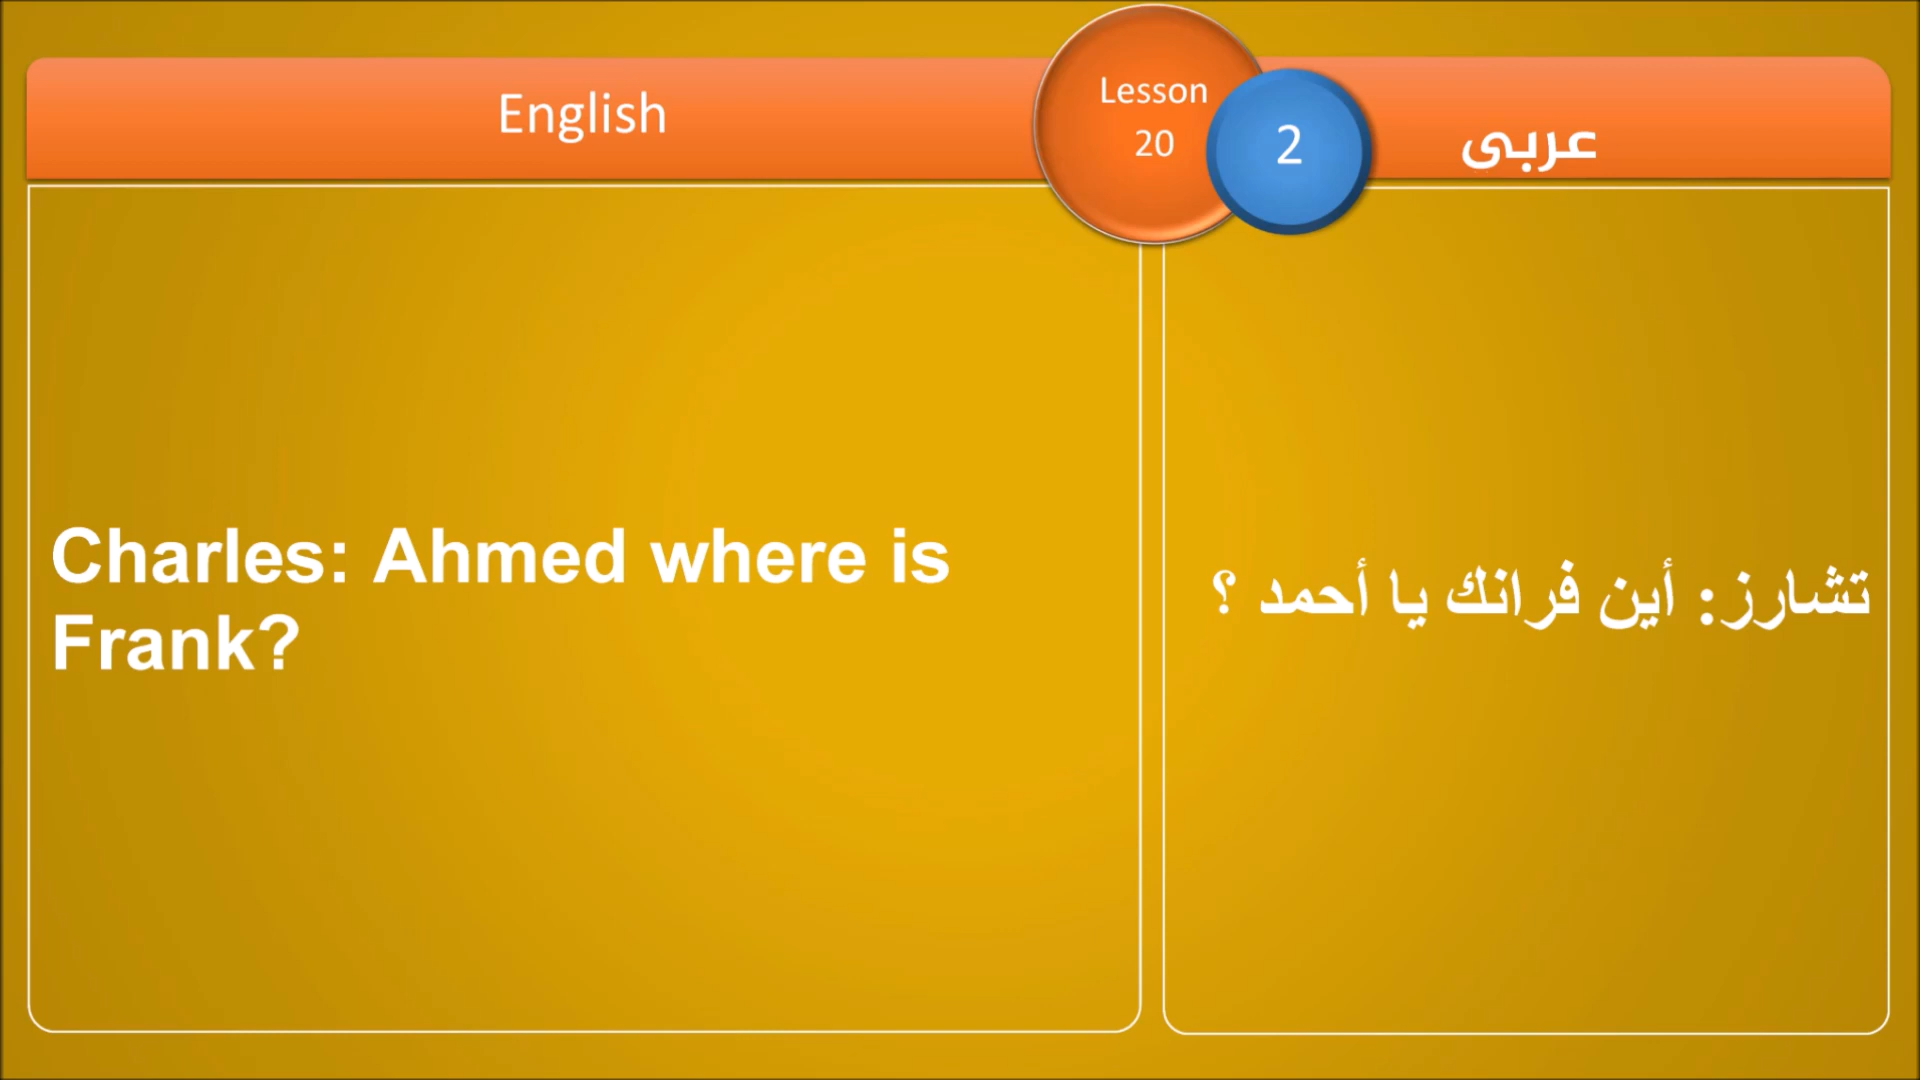 English
Lesson
20
2
عربى
Charles: Ahmed where is
Frank?
تشارز: أين فرانك يا أحمد ؟